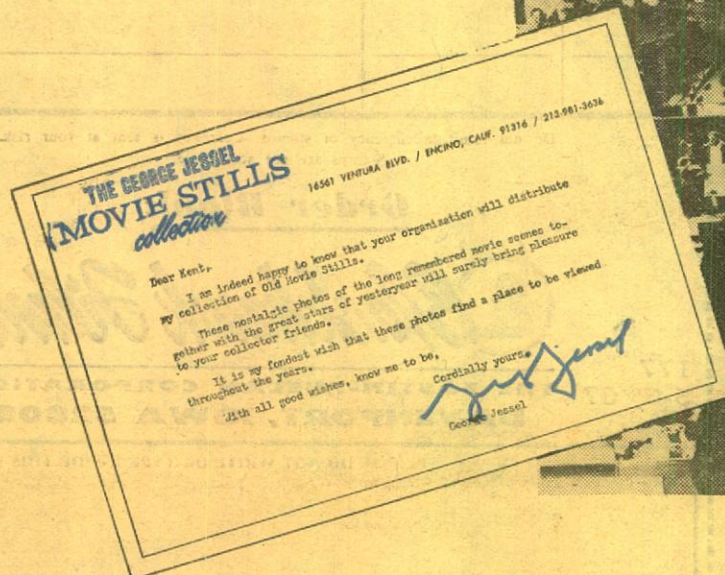 THE GEORGE JESSEL
MOVIE STILLS
collection
16561 VENTURA BLVD. / ENCINO, CALIF. 91316 / 213-981-3636
Dear Kent,
I am indeed happy to know that your organization will distribute
my collection of Old Movie Stills.
These nostalgic photos of the long remembered movie scenes to-
gether with the great stars of yesteryear will surely bring pleasure
to your collector friends.
It is my fondest wish that these photos find a place to be viewed
throughout the years.
With all good wishes, know me to be,
Cordially yours,
George Jessel